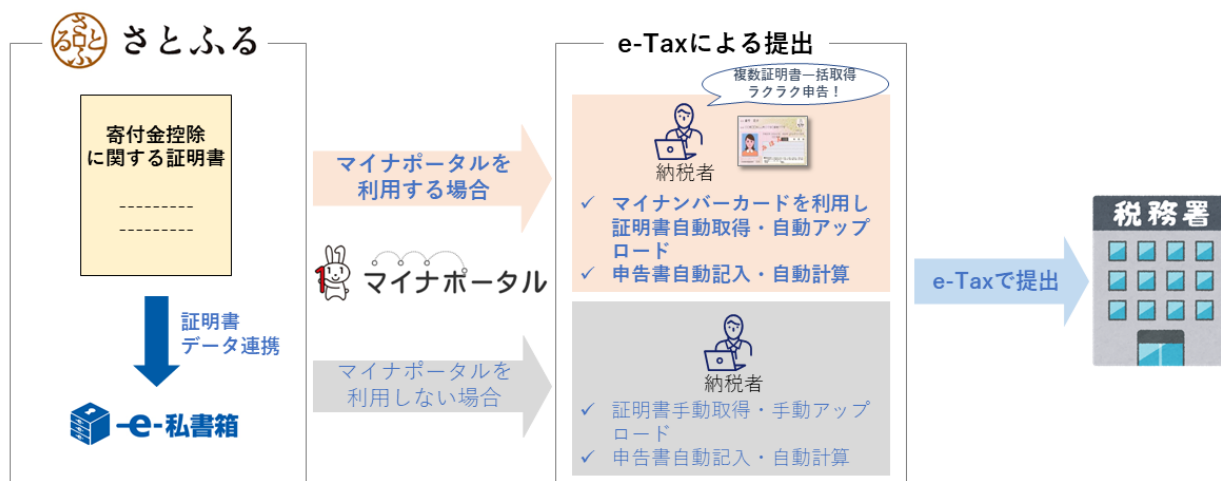 さとふる
寄付金控除
に関する証明書
証明書
データ連携
-e-私書箱
マイナポータルを
利用する場合
マイナポータル
マイナポータルを
利用しない場合
e-Taxによる提出
複数証明書一括取得
ラクラク申告!
納税者
✓ マイナンバーカードを利用し
証明書自動取得・自動アップ
ロード
✓ 申告書自動記入・自動計算
納税者
✓ 証明書手動取得・手動アップ
ロード
✓ 申告書自動記入・自動計算
e-Taxで提出
税務署